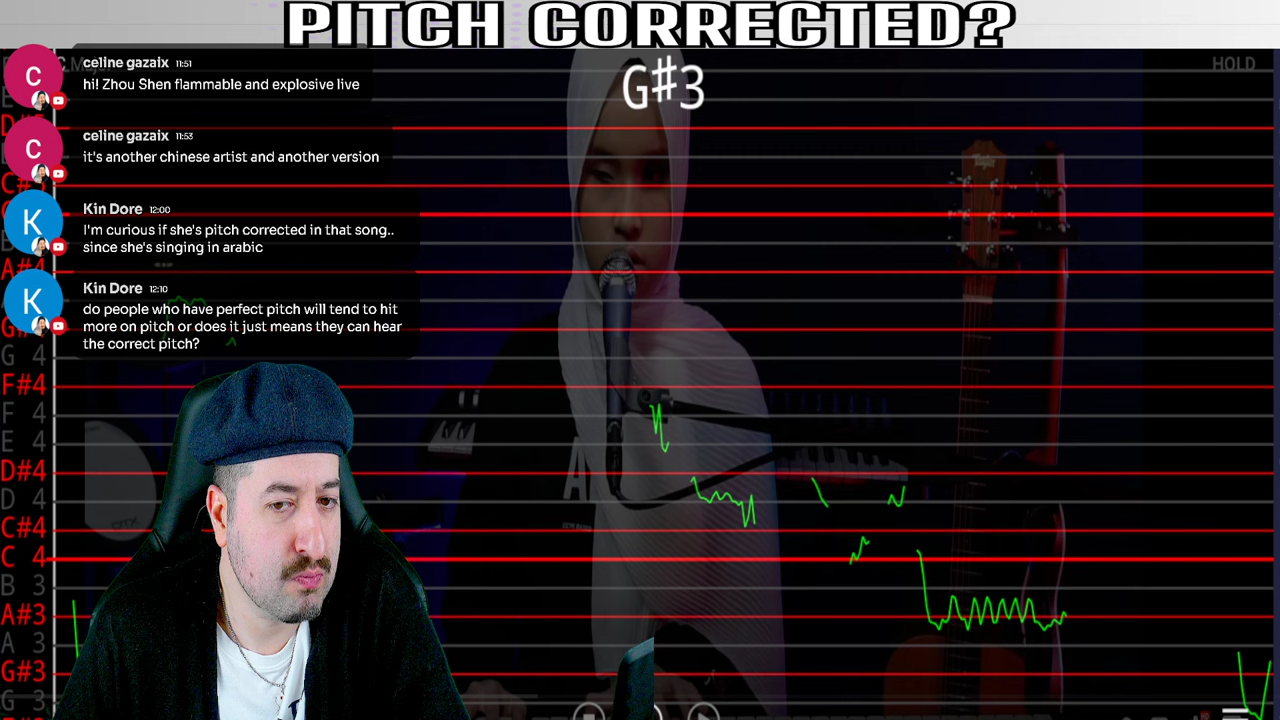 PITCH CORRECTED?
G#3
HOLD
celine gazaix 11:51
hi! Zhou Shen flammable and explosive live
celine gazaix 11:53
it's another chinese artist and another version
Kin Dore 12:00
I'm curious if she's pitch corrected in that song..
since she's singing in arabic
Kin Dore 12:10
do people who have perfect pitch will tend to hit
more on pitch or does it just means they can hear
the correct pitch?
C
C
K
K
G 4
F#4
F 4
E 4
D#4
D 4
C#4
C 4
B 3
A#3
A 3
G#3
G 3